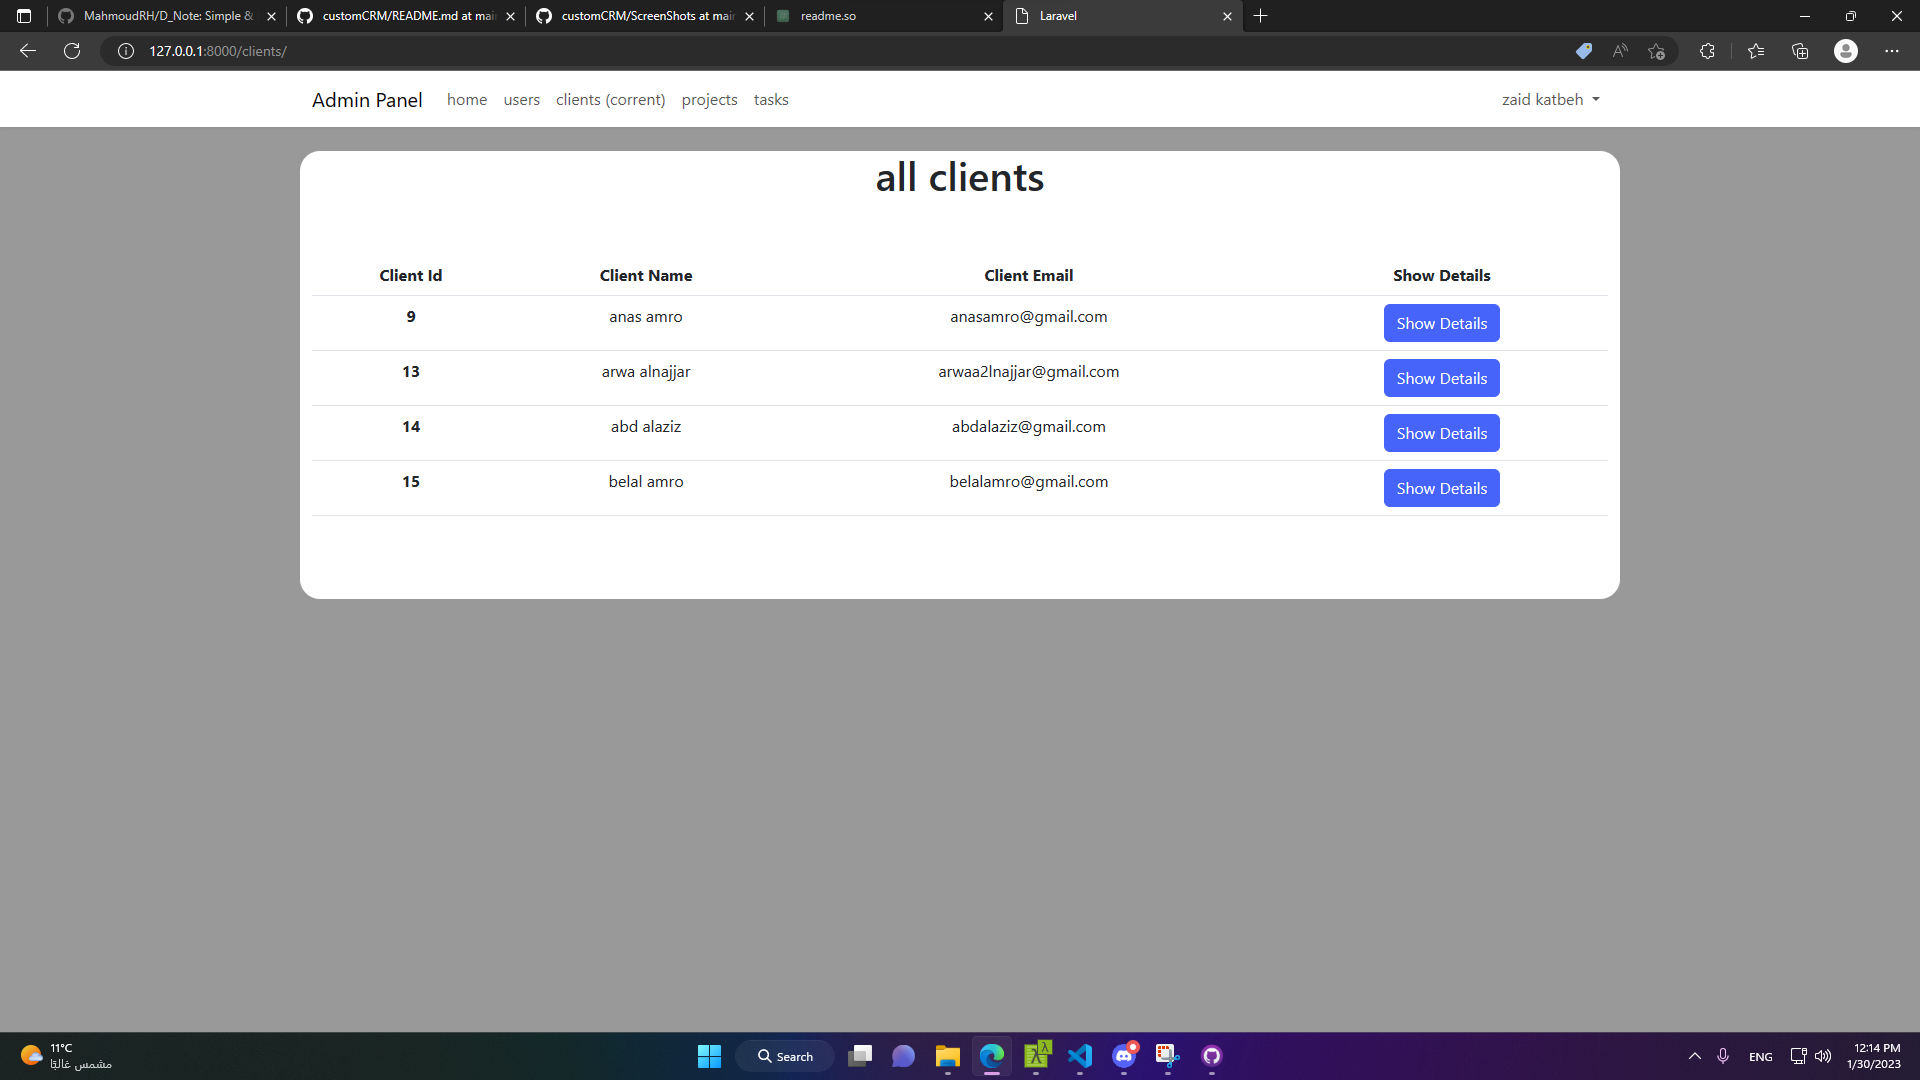 MahmoudRH/D_Note: Simple &
customCRM/README.md at mai
customCRM/ScreenShots at mai
readme.so
Laravel
127.0.0.1:8000/clients/
Admin Panel
home
users
clients (corrent)
projects
tasks
zaid katbeh
all clients
Client Id Client Name Client Email Show Details
9 anas amro anasamro@gmail.com Show Details
13 arwa alnajjar arwaa2lnajjar@gmail.com Show Details
14 abd alaziz abdalaziz@gmail.com Show Details
15 belal amro belalamro@gmail.com Show Details
11°C
مشمس غالبًا
Search
ENG
12:14 PM
1/30/2023